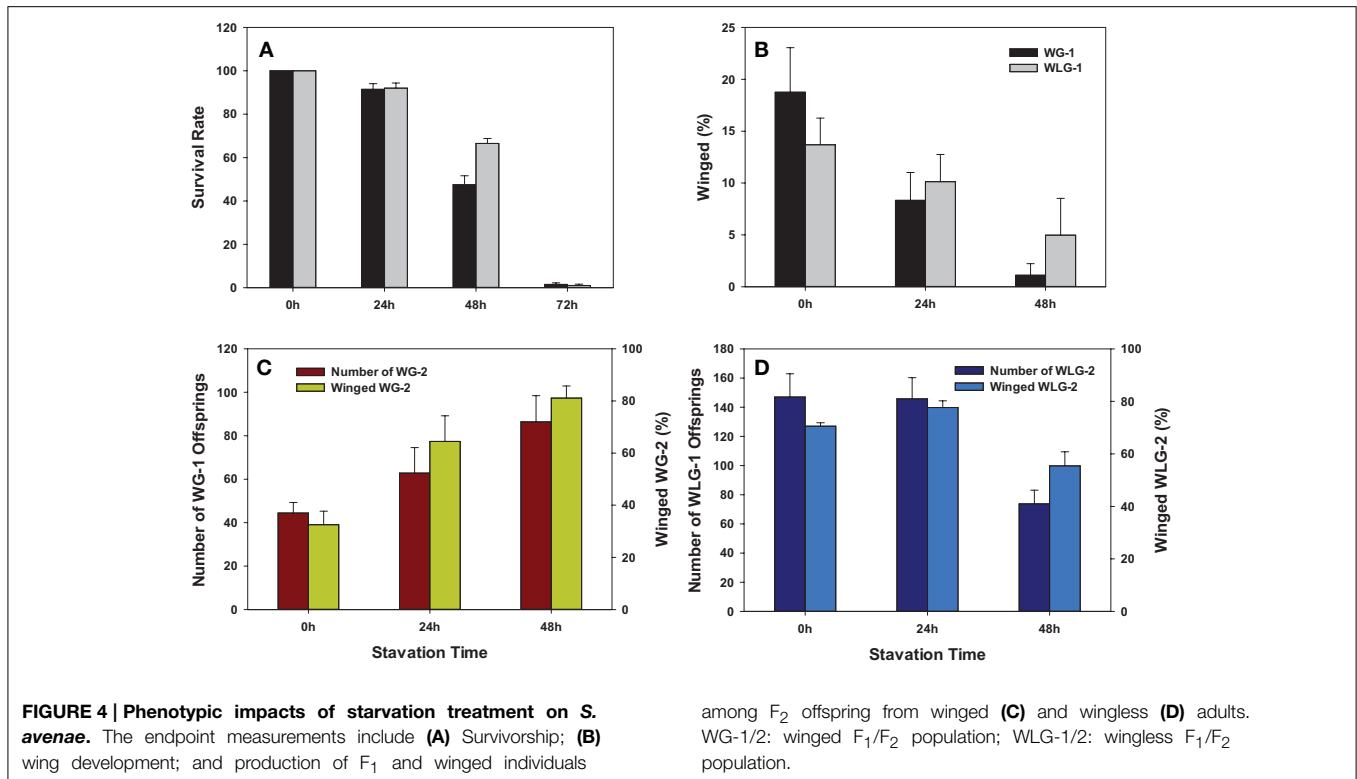 A
Survival Rate
120
100
80
60
40
20
0
0h 24h 48h 72h
B
WG-1
WLG-1
Winged (%)
25
20
15
10
5
0
0h 24h 48h
C
Number of WG-2
Winged WG-2
Number of WG-1 Offsprings
120
100
80
60
40
20
0
Winged WG-2 (%)
100
80
60
40
20
0
0h 24h 48h
Stavation Time
D
Number of WLG-2
Winged WLG-2
Number of WLG-1 Offsprings
180
160
140
120
100
80
60
40
20
0
Winged WLG-2 (%)
100
80
60
40
20
0
0h 24h 48h
Stavation Time
FIGURE 4 | Phenotypic impacts of starvation treatment on S.
avenae. The endpoint measurements include (A) Survivorship; (B)
wing development; and production of F1 and winged individuals
among F2 offspring from winged (C) and wingless (D) adults.
WG-1/2: winged F1/F2 population; WLG-1/2: wingless F1/F2
population.